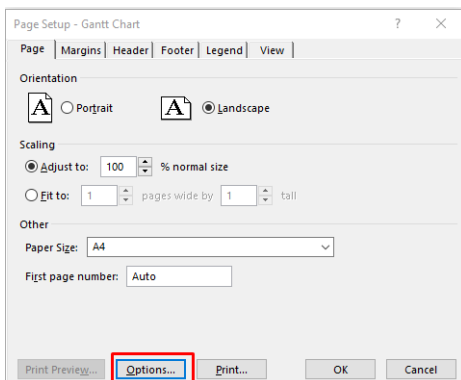 Page Setup - Gantt Chart ? ×
Page Margins Header Footer Legend View
Orientation
A Portrait A Landscape
Scaling
Adjust to: 100 % normal size
Fit to: 1 pages wide by 1 tall
Other
Paper Size: A4
First page number: Auto
Print Preview... Options... Print... OK Cancel